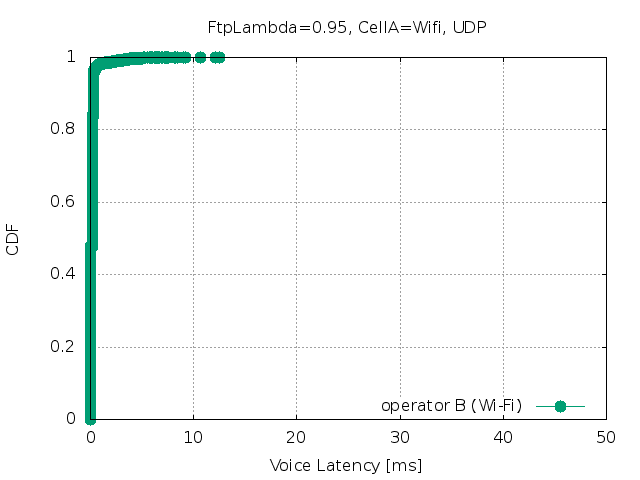 FtpLambda=0.95, CellA=Wifi, UDP
1
0.8
0.6
0.4
0.2
0
CDF
operator B (Wi-Fi)
0 10 20 30 40 50
Voice Latency [ms]